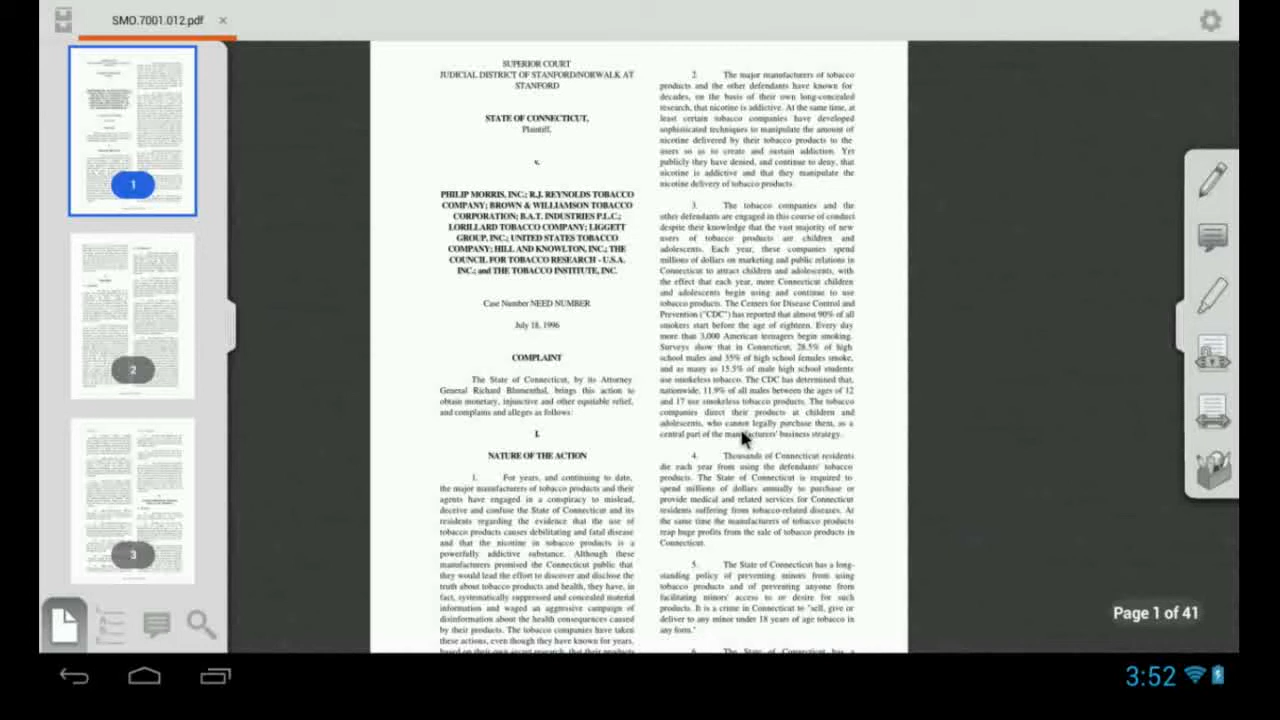 SMO.7001.012.pdf
SUPERIOR COURT
JUDICIAL DISTRICT OF STANFORD/NORWALK AT
STANFORD
STATE OF CONNECTICUT,
Plaintiff,
v.
PHILIP MORRIS, INC.; R.J. REYNOLDS TOBACCO
COMPANY; BROWN & WILLIAMSON TOBACCO
CORPORATION; B.A.T. INDUSTRIES P.L.C.;
LORILLARD TOBACCO COMPANY; LIGGETT
GROUP, INC.; UNITED STATES TOBACCO
COMPANY; HILL AND KNOWLTON, INC.; THE
COUNCIL FOR TOBACCO RESEARCH - U.S.A.
INC.; and THE TOBACCO INSTITUTE, INC.
Case Number NEED NUMBER
July 18, 1996
COMPLAINT
The State of Connecticut, by its Attorney
General Richard Blumenthal, brings this action to
obtain monetary, injunctive and other equitable relief,
and complains and alleges as follows:
I.
NATURE OF THE ACTION
1. For years, and continuing to date,
the major manufacturers of tobacco products and their
agents have engaged in a conspiracy to mislead,
deceive and confuse the State of Connecticut and its
residents regarding the evidence that the use of
tobacco products causes debilitating and fatal disease
and that the nicotine in tobacco products is a
powerfully addictive substance. Although these
manufacturers promised the Connecticut public that
they would lead the effort to discover and disclose the
truth about tobacco products and health, they have, in
fact, systematically suppressed and concealed material
information and waged an aggressive campaign of
disinformation about the health consequences caused
by their products. The tobacco companies have taken
these actions, even though they have known for years,
based on their own secret research, that their products
2. The major manufacturers of tobacco
products and the other defendants have known for
decades, on the basis of their own long-concealed
research, that nicotine is addictive. At the same time, at
least certain tobacco companies have developed
sophisticated techniques to manipulate the amount of
nicotine delivered by their tobacco products to the
users so as to create and sustain addiction. Yet
publicly they have denied, and continue to deny, that
nicotine is addictive and that they manipulate the
nicotine delivery of tobacco products.
3. The tobacco companies and the
other defendants are engaged in this course of conduct
despite their knowledge that the vast majority of new
users of tobacco products are children and
adolescents. Each year, these companies spend
millions of dollars on marketing and public relations in
Connecticut to attract children and adolescents, with
the effect that each year, more Connecticut children
and adolescents begin using and continue to use
tobacco products. The Centers for Disease Control and
Prevention ("CDC") has reported that almost 90% of all
smokers start before the age of eighteen. Every day
more than 3,000 American teenagers begin smoking.
Surveys show that in Connecticut, 28.5% of high
school males and 35% of high school females smoke,
and as many as 15.5% of male high school students
use smokeless tobacco. The CDC has determined that,
nationwide, 11.9% of all males between the ages of 12
and 17 use smokeless tobacco products. The tobacco
companies direct their products at children and
adolescents, who cannot legally purchase them, as a
central part of the manufacturers' business strategy.
4. Thousands of Connecticut residents
die each year from using the defendants' tobacco
products. The State of Connecticut is required to
spend millions of dollars annually to purchase or
provide medical and related services for Connecticut
residents suffering from tobacco-related diseases. At
the same time the manufacturers of tobacco products
reap huge profits from the sale of tobacco products in
Connecticut.
5. The State of Connecticut has a long-
standing policy of preventing minors from using
tobacco products and of preventing anyone from
facilitating minors' access to or desire for such
products. It is a crime in Connecticut to "sell, give or
deliver to any minor under 18 years of age tobacco in
any form."
6. The State of Connecticut has a
1
2
3
Page 1 of 41
3:52